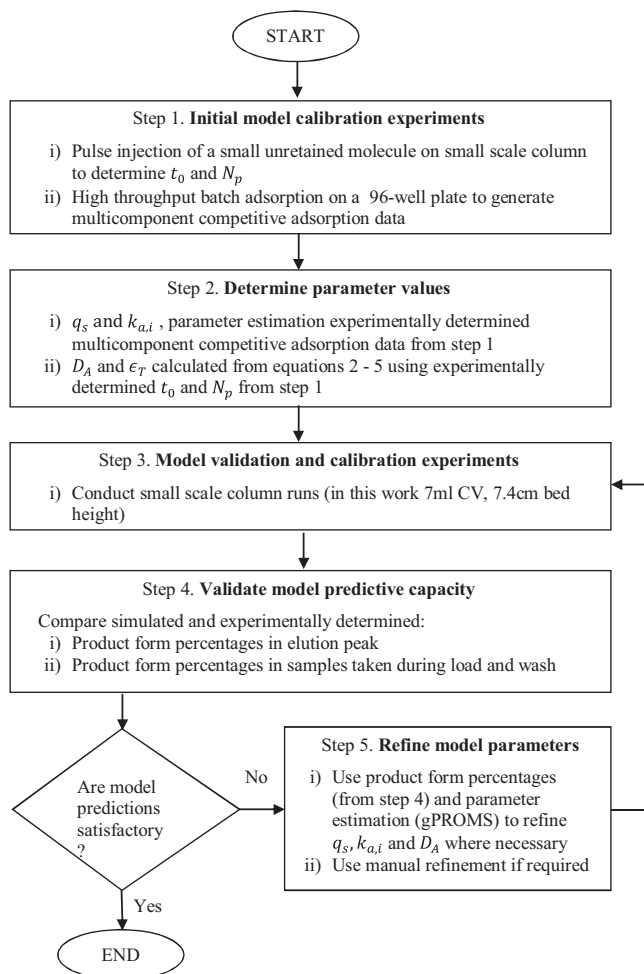 START
Step 1. Initial model calibration experiments
i) Pulse injection of a small unretained molecule on small scale column
to determine t₀ and Nₚ
ii) High throughput batch adsorption on a 96-well plate to generate
multicomponent competitive adsorption data
Step 2. Determine parameter values
i) qₛ and kₐ,ᵢ , parameter estimation experimentally determined
multicomponent competitive adsorption data from step 1
ii) D_A and ϵ_T calculated from equations 2 - 5 using experimentally
determined t₀ and Nₚ from step 1
Step 3. Model validation and calibration experiments
i) Conduct small scale column runs (in this work 7ml CV, 7.4cm bed
height)
Step 4. Validate model predictive capacity
Compare simulated and experimentally determined:
i) Product form percentages in elution peak
ii) Product form percentages in samples taken during load and wash
Are model
predictions
satisfactory
?
No
Yes
Step 5. Refine model parameters
i) Use product form percentages
(from step 4) and parameter
estimation (gPROMS) to refine
qₛ, kₐ,ᵢ and D_A where necessary
ii) Use manual refinement if required
END